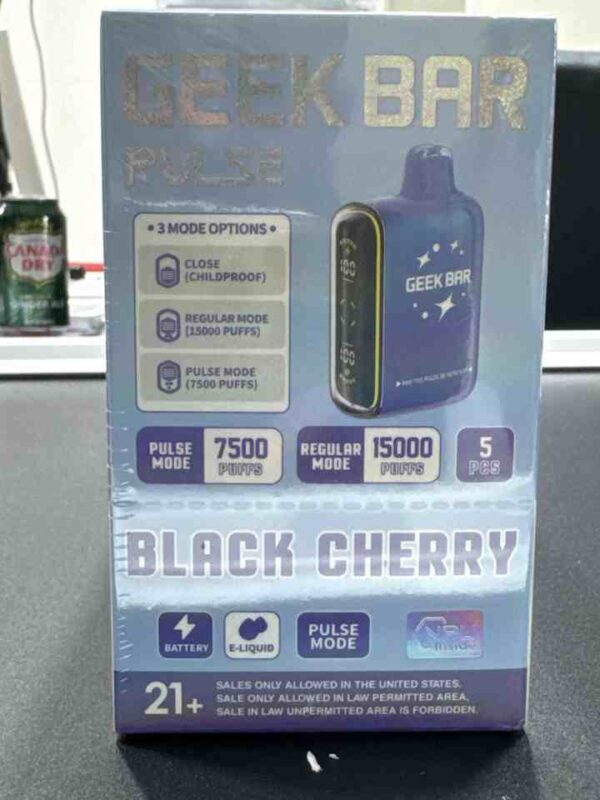 GEEK BAR
PULSE
• 3 MODE OPTIONS •
CLOSE
(CHILDPROOF)
REGULAR MODE
(15000 PUFFS)
PULSE MODE
(7500 PUFFS)
GEEK BAR
PULSE
MODE
7500
PUFFS
REGULAR
MODE
15000
PUFFS
5
PCS
BLACK CHERRY
BATTERY
E-LIQUID
PULSE
MODE
inside
21+
SALES ONLY ALLOWED IN THE UNITED STATES.
SALE ONLY ALLOWED IN LAW PERMITTED AREA,
SALE IN LAW UNPERMITTED AREA IS FORBIDDEN.
CANADA
DRY
GINGER ALE